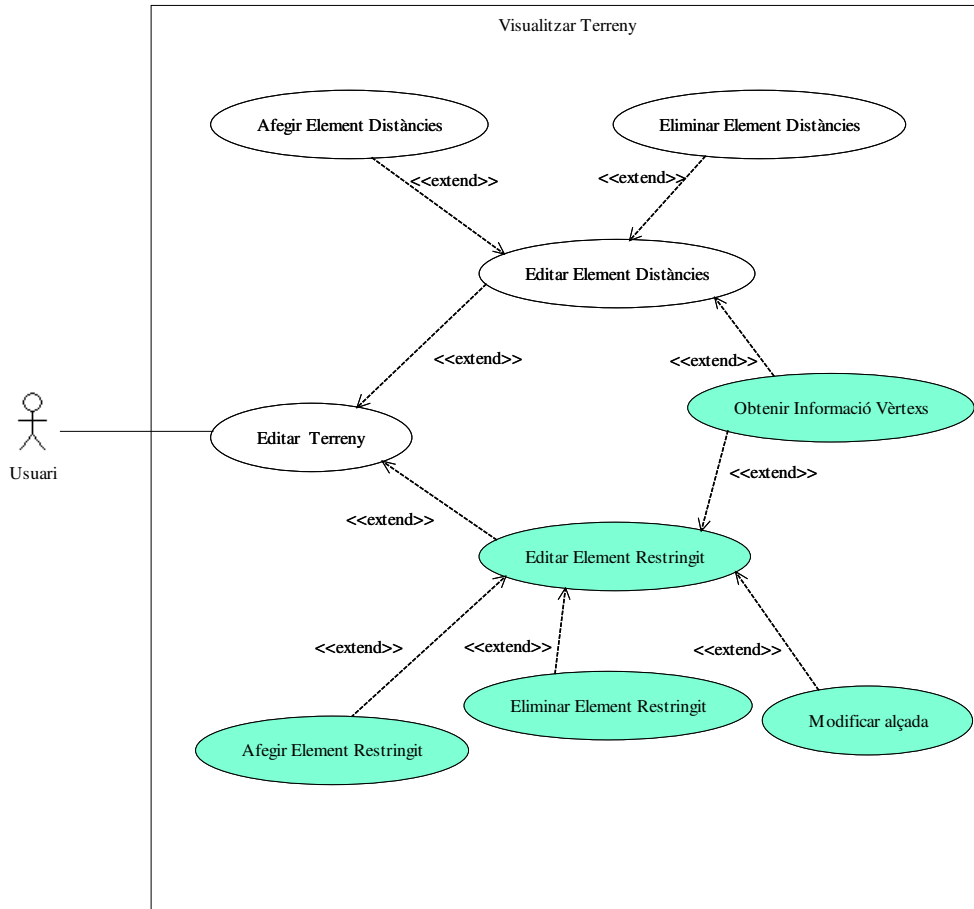 Visualitzar Terreny
Afegir Element Distàncies
Eliminar Element Distàncies
<<extend>>
<<extend>>
Editar Element Distàncies
<<extend>>
<<extend>>
Obtenir Informació Vèrtexs
Editar Terreny
Usuari
<<extend>>
<<extend>>
Editar Element Restringit
<<extend>>
<<extend>>
<<extend>>
Eliminar Element Restringit
Modificar alçada
Afegir Element Restringit